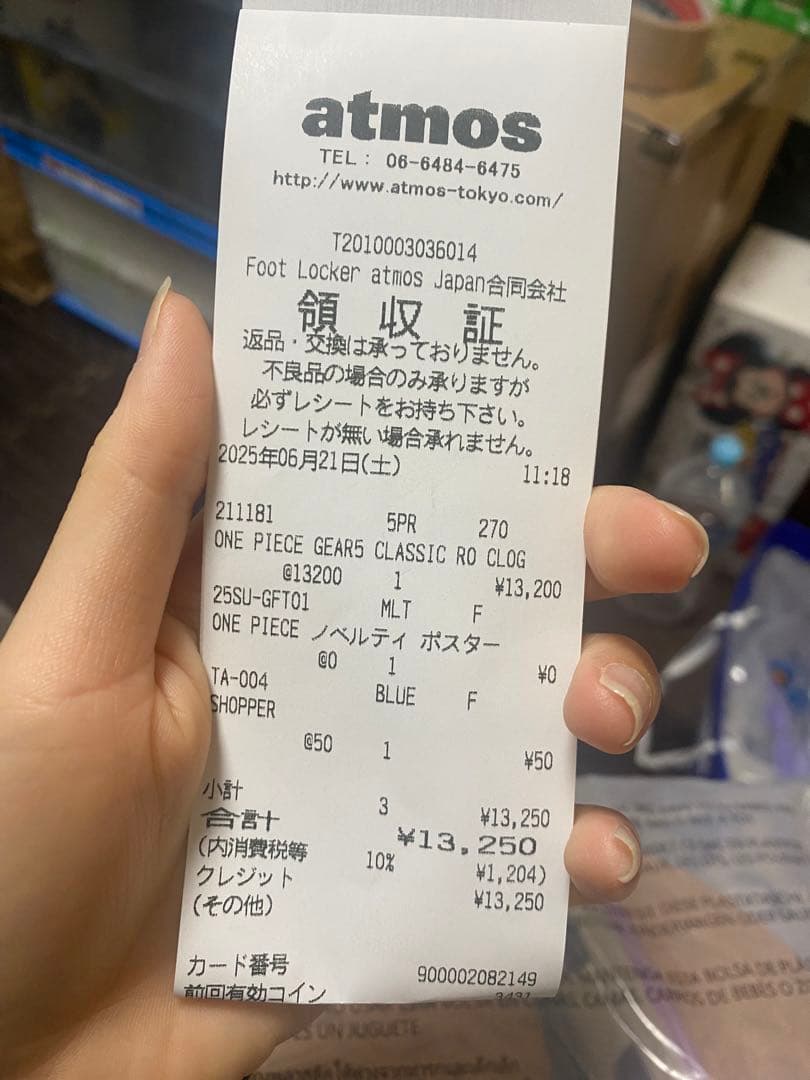 atmos
TEL : 06-6484-6475
http://www.atmos-tokyo.com/
T2010003036014
Foot Locker atmos Japan合同会社
領 収 証
返品・交換は承っておりません。
不良品の場合のみ承りますが
必ずレシートをお持ち下さい。
レシートが無い場合承れません。
2025年06月21日(土) 11:18
211181 5PR 270
ONE PIECE GEAR5 CLASSIC RO CLOG
@13200 1 ¥13,200
25SU-GFT01 MLT F
ONE PIECE ノベルティ ポスター
@0 1 ¥0
TA-004 BLUE F
SHOPPER
@50 1 ¥50
小計 3 ¥13,250
合計 ¥13,250
(内消費税等 10% ¥1,204)
クレジット ¥13,250
(その他)
カード番号 900002082149
前回有効コイン
ES UN JUGUETE.